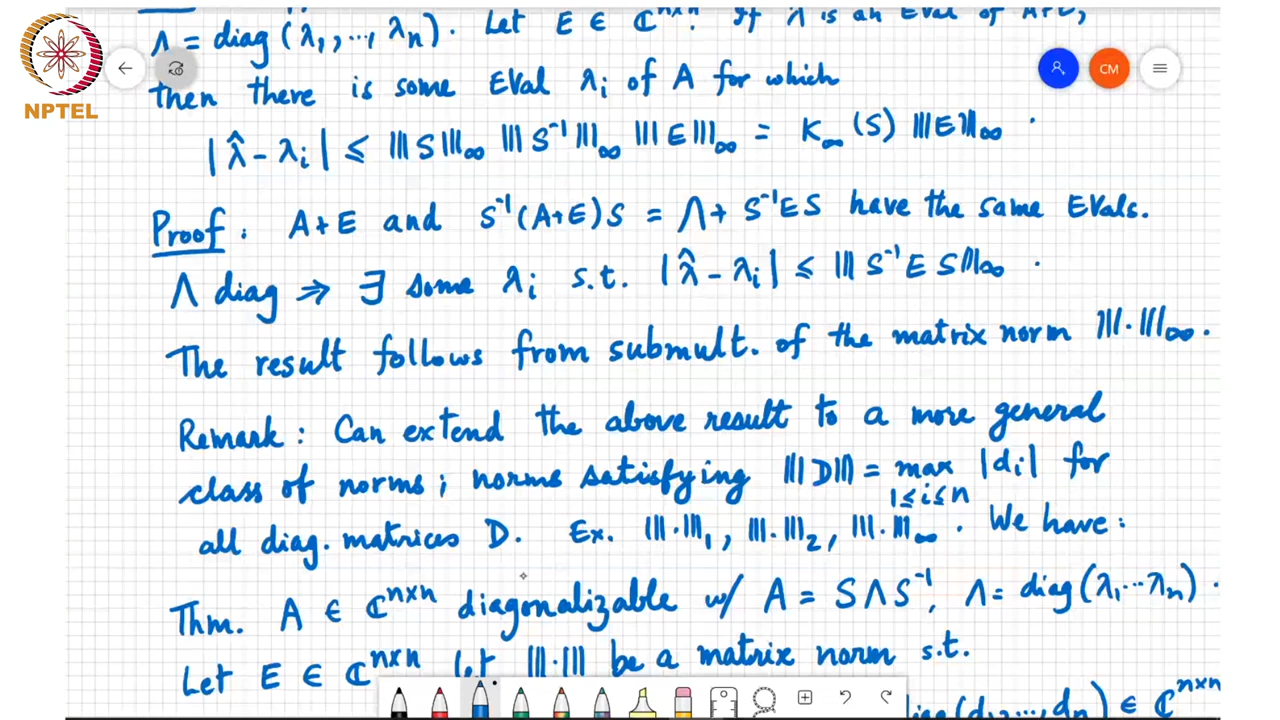 Λ = diag (λ₁,..., λₙ). Let E ∈ ℂⁿˣⁿ. If λ is an Eval of A+E,
then there is some EVal λᵢ of A for which
|λ̂ - λᵢ| ≤ |||S|||∞ |||S⁻¹|||∞ |||E|||∞ = K∞(S) |||E|||∞.
NPTEL
CM
Proof: A+E and S⁻¹(A+E)S = Λ + S⁻¹ES have the same EVals.
Λ diag ⇒ ∃ some λᵢ s.t. |λ̂ - λᵢ| ≤ |||S⁻¹ES|||∞.
The result follows from submult. of the matrix norm |||·|||∞.
Remark: Can extend the above result to a more general
class of norms; norms satisfying |||D||| = max |dᵢ| for
1≤i≤n
all diag. matrices D. Ex. |||·|||₁, |||·|||₂, |||·|||∞. We have:
Thm. A ∈ ℂⁿˣⁿ diagonalizable w/ A = SΛS⁻¹, Λ = diag(λ₁...λₙ).
Let E ∈ ℂⁿˣⁿ let |||·||| be a matrix norm s.t.
(d₁,...,dₙ) ∈ ℂⁿˣⁿ